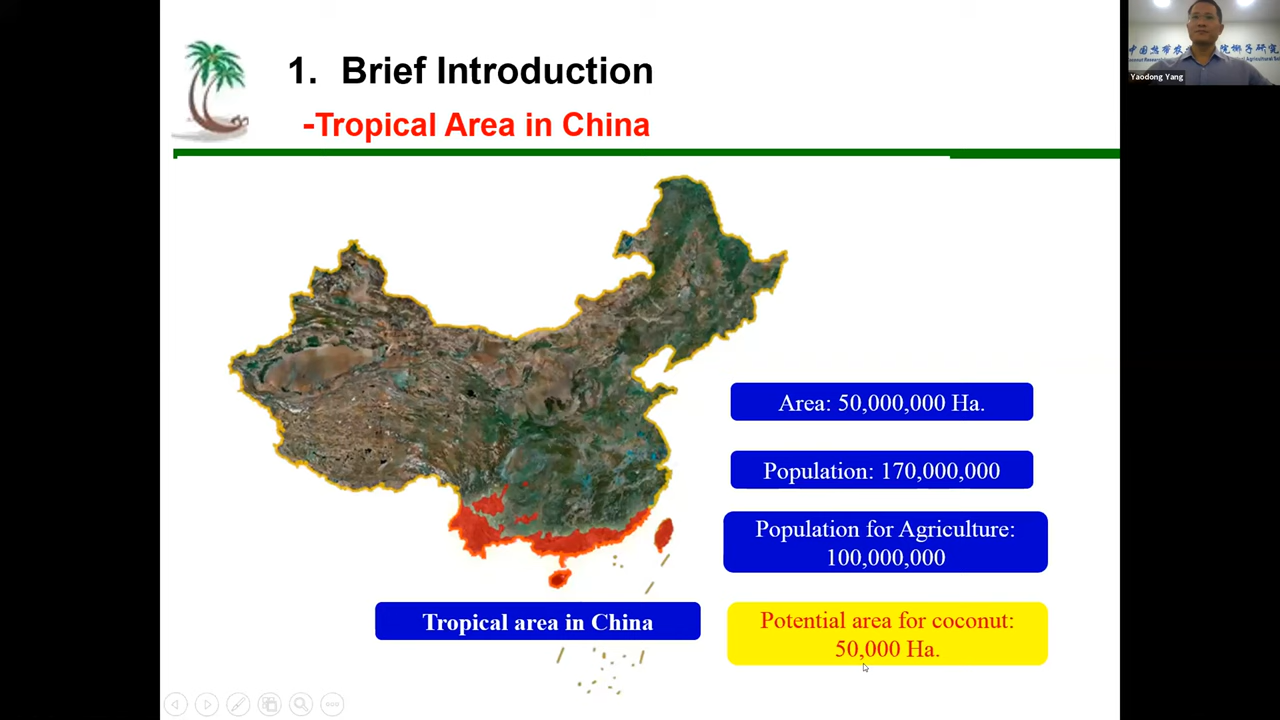 1. Brief Introduction
-Tropical Area in China
Area: 50,000,000 Ha.
Population: 170,000,000
Population for Agriculture:
100,000,000
Tropical area in China
Potential area for coconut:
50,000 Ha.
Yaodong Yang